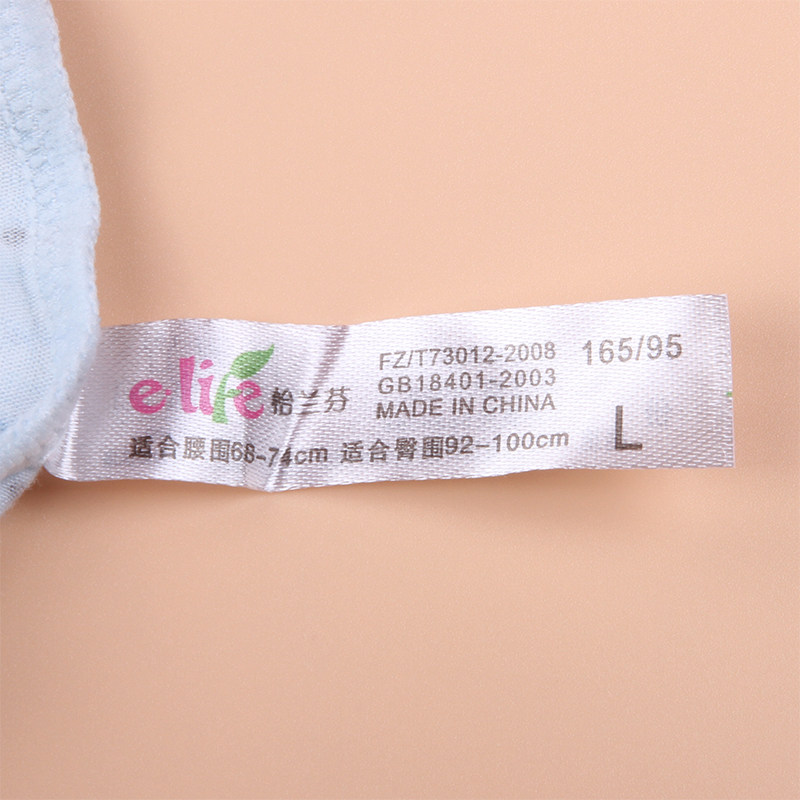 e·life 怡兰芬
FZ/T73012-2008
GB18401-2003
MADE IN CHINA
165/95
L
适合腰围68-74cm 适合臀围92-100cm